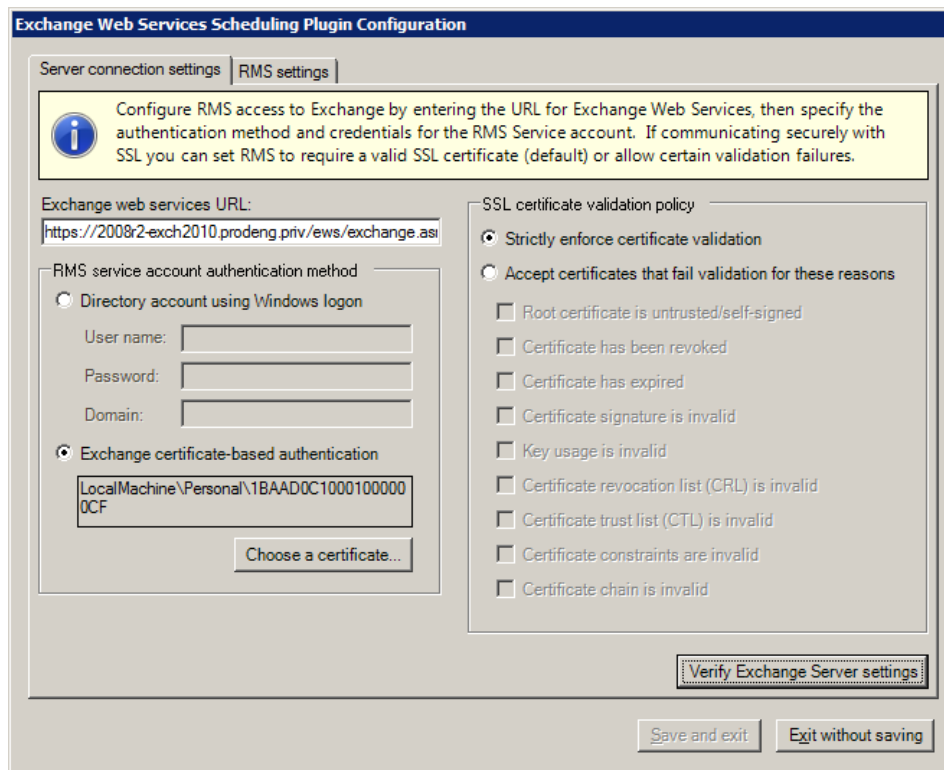 Exchange Web Services Scheduling Plugin Configuration
Server connection settings
RMS settings
Configure RMS access to Exchange by entering the URL for Exchange Web Services, then specify the
authentication method and credentials for the RMS Service account. If communicating securely with
SSL you can set RMS to require a valid SSL certificate (default) or allow certain validation failures.
Exchange web services URL:
https://2008r2-exch2010.prodeng.priv/ews/exchange.as
RMS service account authentication method
Directory account using Windows logon
User name:
Password:
Domain:
Exchange certificate-based authentication
LocalMachine\Personal\1BAAD0C1000100000
0CF
Choose a certificate...
SSL certificate validation policy
Strictly enforce certificate validation
Accept certificates that fail validation for these reasons
Root certificate is untrusted/self-signed
Certificate has been revoked
Certificate has expired
Certificate signature is invalid
Key usage is invalid
Certificate revocation list (CRL) is invalid
Certificate trust list (CTL) is invalid
Certificate constraints are invalid
Certificate chain is invalid
Verify Exchange Server settings
Save and exit
Exit without saving